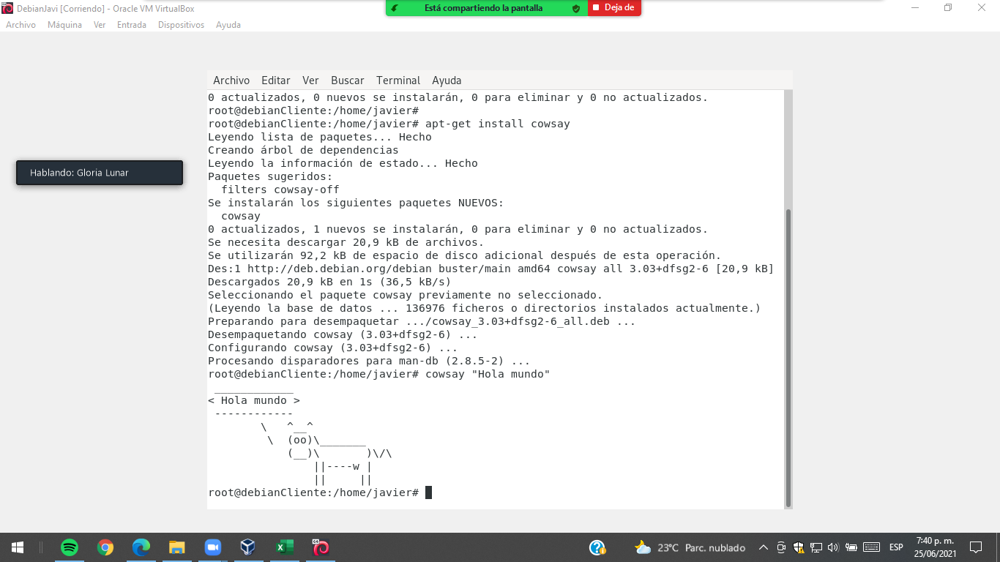 DebianJavi [Corriendo] - Oracle VM VirtualBox
Está compartiendo la pantalla
Deja de
Archivo Máquina Ver Entrada Dispositivos Ayuda
Archivo Editar Ver Buscar Terminal Ayuda
0 actualizados, 0 nuevos se instalarán, 0 para eliminar y 0 no actualizados.
root@debianCliente:/home/javier#
root@debianCliente:/home/javier# apt-get install cowsay
Leyendo lista de paquetes... Hecho
Creando árbol de dependencias
Leyendo la información de estado... Hecho
Paquetes sugeridos:
  filters cowsay-off
Se instalarán los siguientes paquetes NUEVOS:
  cowsay
0 actualizados, 1 nuevos se instalarán, 0 para eliminar y 0 no actualizados.
Se necesita descargar 20,9 kB de archivos.
Se utilizarán 92,2 kB de espacio de disco adicional después de esta operación.
Des:1 http://deb.debian.org/debian buster/main amd64 cowsay all 3.03+dfsg2-6 [20,9 kB]
Descargados 20,9 kB en 1s (36,5 kB/s)
Seleccionando el paquete cowsay previamente no seleccionado.
(Leyendo la base de datos ... 136976 ficheros o directorios instalados actualmente.)
Preparando para desempaquetar .../cowsay_3.03+dfsg2-6_all.deb ...
Desempaquetando cowsay (3.03+dfsg2-6) ...
Configurando cowsay (3.03+dfsg2-6) ...
Procesando disparadores para man-db (2.8.5-2) ...
root@debianCliente:/home/javier# cowsay "Hola mundo"
 ____________
< Hola mundo >
 ------------
        \   ^__^
         \  (oo)\_______
            (__)\       )\/\
                ||----w |
                ||     ||
root@debianCliente:/home/javier#
Hablando: Gloria Lunar
23°C Parc. nublado
ESP
7:40 p. m.
25/06/2021